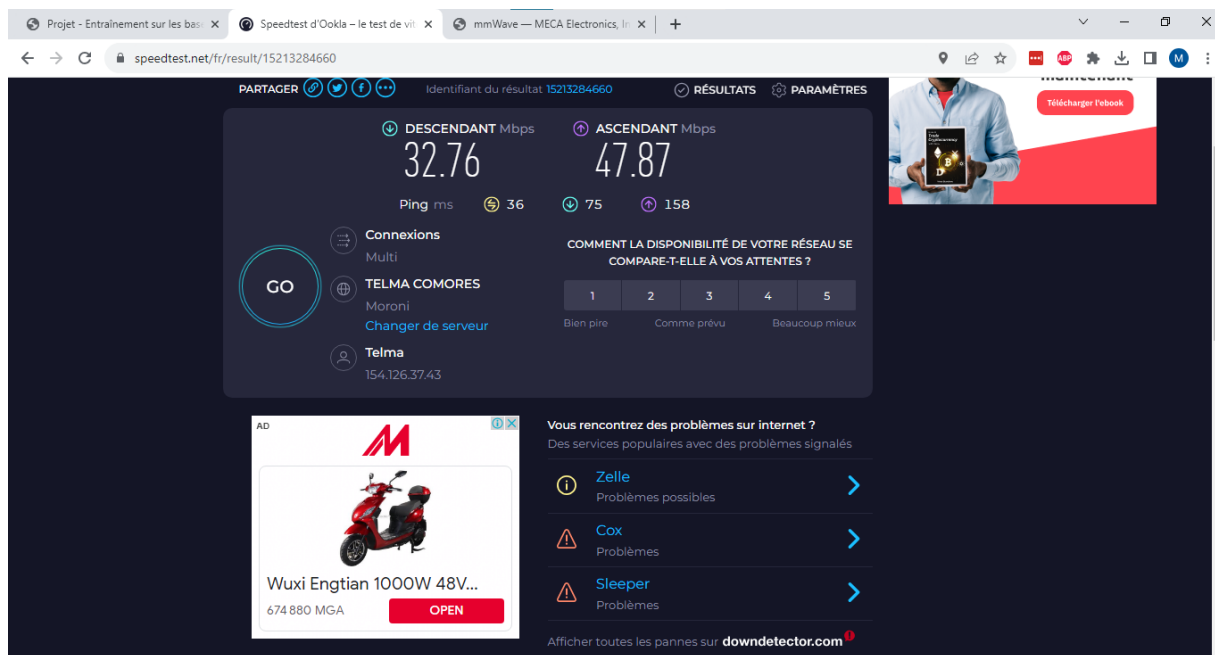 Projet - Entraînement sur les bas
Speedtest d'Ookla – le test de vit
mmWave — MECA Electronics, In
speedtest.net/fr/result/15213284660
ABP
M
PARTAGER
Identifiant du résultat 15213284660
RÉSULTATS
PARAMÈTRES
maintenant
Télécharger l'ebook
DESCENDANT Mbps
32.76
ASCENDANT Mbps
47.87
Ping ms 36 75 158
GO
Connexions
Multi
TELMA COMORES
Moroni
Changer de serveur
Telma
154.126.37.43
COMMENT LA DISPONIBILITÉ DE VOTRE RÉSEAU SE
COMPARE-T-ELLE À VOS ATTENTES ?
1 2 3 4 5
Bien pire Comme prévu Beaucoup mieux
AD
Wuxi Engtian 1000W 48V...
674 880 MGA
OPEN
Vous rencontrez des problèmes sur internet ?
Des services populaires avec des problèmes signalés
Zelle
Problèmes possibles
Cox
Problèmes
Sleeper
Problèmes
Afficher toutes les pannes sur downdetector.com